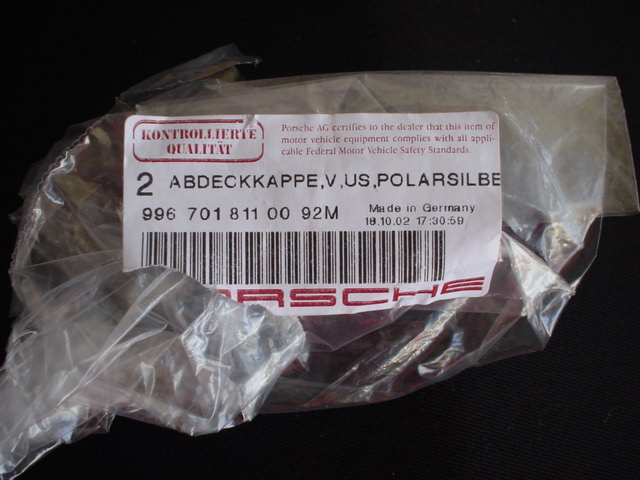 KONTROLLIERTE
QUALITÄT
Porsche AG certifies to the dealer that this item of
motor vehicle equipment complies with all appli-
cable Federal Motor Vehicle Safety Standards.
2 ABDECKKAPPE,V,US,POLARSILBE
996 701 811 00 92M
Made in Germany
18.10.02 17:30:59
PORSCHE